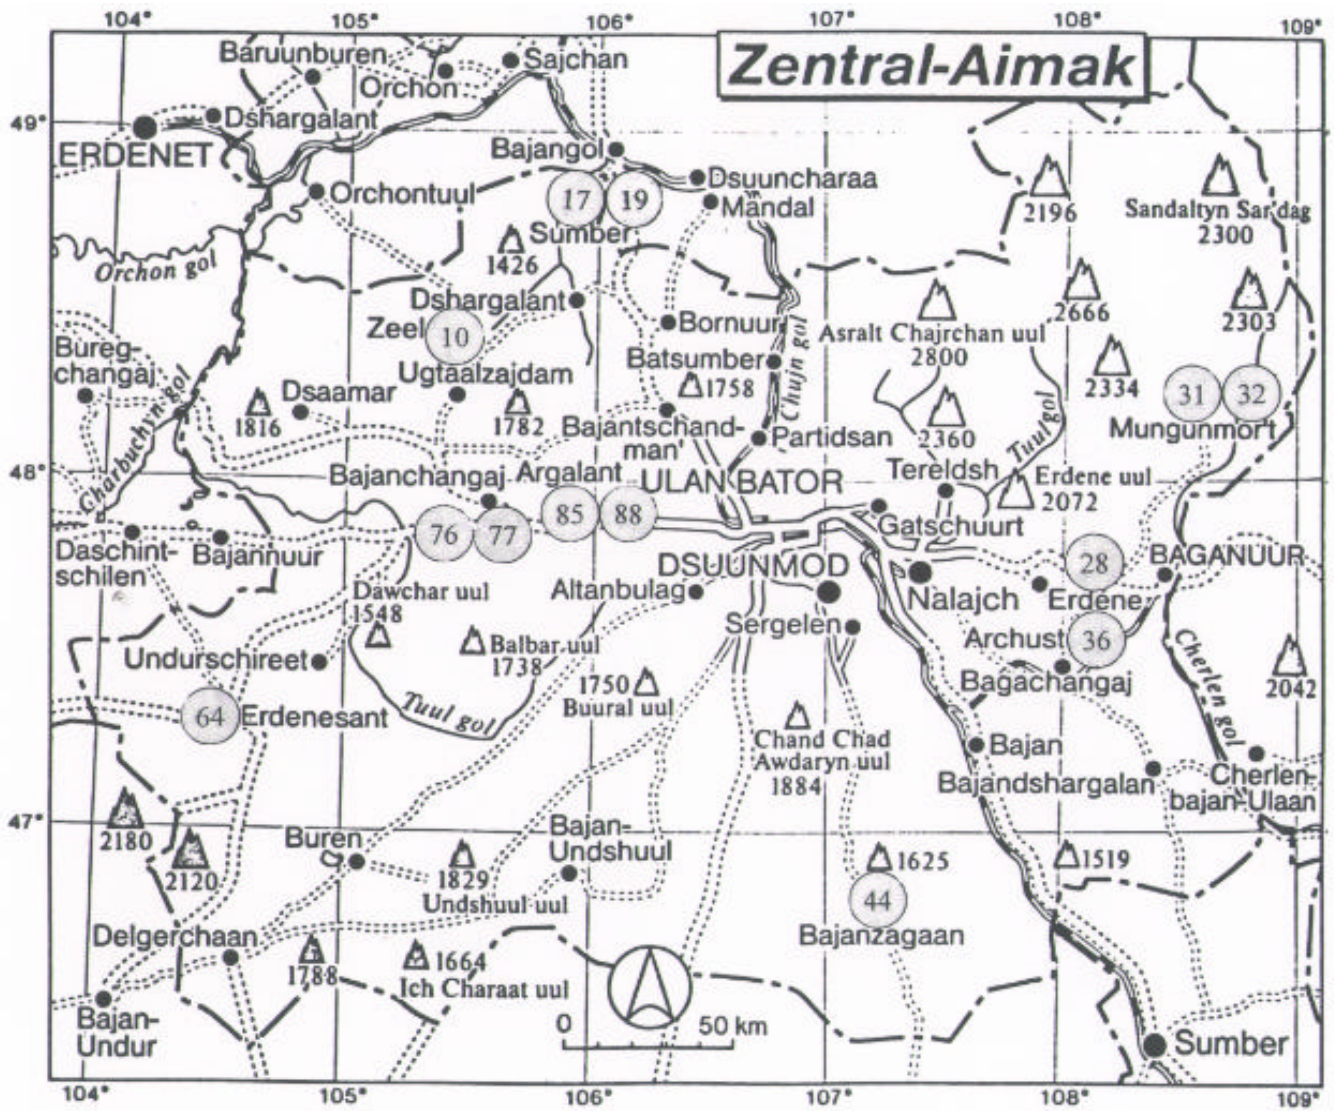 104°
105°
106°
107°
108°
109°
Zentral-Aimak
Baruunburen
Sajchan
Orchon
49°
Dshargalant
ERDENET
Bajangol
Orchontuul
Dsuuncharaa
17
19
Mandal
2196
Sandaltyn Sardag
2300
Sumber
1426
Orchon gol
Dshargalant
Zeel
10
Bornuur
Chujn gol
Asralt Chajrchan uul
2800
2666
2303
Bureg-
changaj
Batsumber
1758
2334
Ugtaalzajdam
Dsaamar
31
32
1816
1782
Bajantschand-
man'
Partidsan
2360
Tuul gol
Mungunmor't
Charbuchyn gol
48°
Bajanchangaj
Argalant
ULAN BATOR
Tereldsh
Erdene uul
2072
76
77
85
88
Gatschuurt
Daschint-
schilen
Bajannuur
DSUUNMOD
28
BAGANUUR
Dawchar uul
1548
Altanbulag
Nalajch
Erdene
Sergelen
Archust
36
Undurschireet
Balbar uul
1738
Bagachangaj
Cherlen gol
2042
1750
Buural uul
64
Erdenesant
Tuul gol
Chand Chad
Awdaryn uul
1884
Bajan
Bajandshargalan
Cherlen-
bajan-Ulaan
47°
2180
2120
Buren
Bajan-
Undshuul
1829
Undshuul uul
1625
1519
44
Bajanzagaan
Delgerchaan
1788
1664
Ich Charaat uul
Bajan-
Undur
0
50 km
Sumber
104°
105°
106°
107°
108°
109°